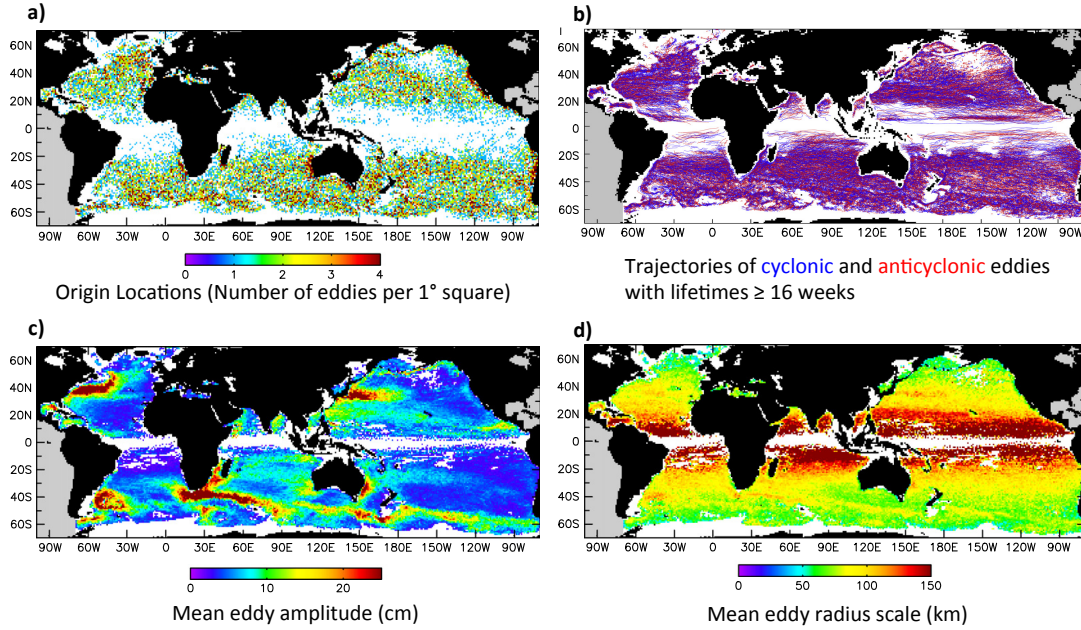 a)
60N
40N
20N
0
20S
40S
60S
90W 60W 30W 0 30E 60E 90E 120E 150E 180 150W 120W 90W
0 1 2 3 4
Origin Locations (Number of eddies per 1° square)
b)
60N
40N
20N
0
20S
40S
60S
90W 60W 30W 0 30E 60E 90E 120E 150E 180 150W 120W 90W
Trajectories of cyclonic and anticyclonic eddies
with lifetimes ≥ 16 weeks
c)
60N
40N
20N
0
20S
40S
60S
90W 60W 30W 0 30E 60E 90E 120E 150E 180 150W 120W 90W
0 10 20
Mean eddy amplitude (cm)
d)
60N
40N
20N
0
20S
40S
60S
90W 60W 30W 0 30E 60E 90E 120E 150E 180 150W 120W 90W
0 50 100 150
Mean eddy radius scale (km)